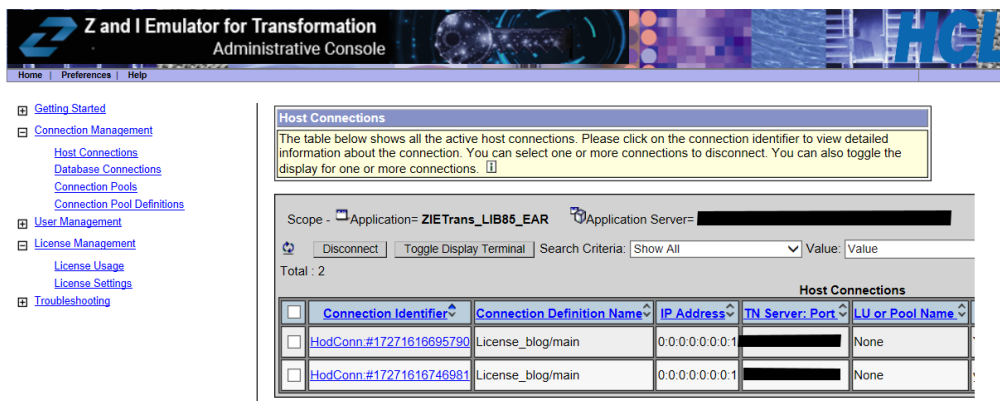 Z and I Emulator for Transformation
Administrative Console
HCL
Home | Preferences | Help
Getting Started
Connection Management
Host Connections
Database Connections
Connection Pools
Connection Pool Definitions
User Management
License Management
License Usage
License Settings
Troubleshooting
Host Connections
The table below shows all the active host connections. Please click on the connection identifier to view detailed
information about the connection. You can select one or more connections to disconnect. You can also toggle the
display for one or more connections.
Scope - Application= ZIETrans_LIB85_EAR Application Server=
Disconnect Toggle Display Terminal Search Criteria: Show All Value: Value
Total : 2
Host Connections
Connection Identifier Connection Definition Name IP Address TN Server: Port LU or Pool Name
HodConn:#17271616695790 License_blog/main 0:0:0:0:0:0:0:1 None
HodConn:#17271616746981 License_blog/main 0:0:0:0:0:0:0:1 None